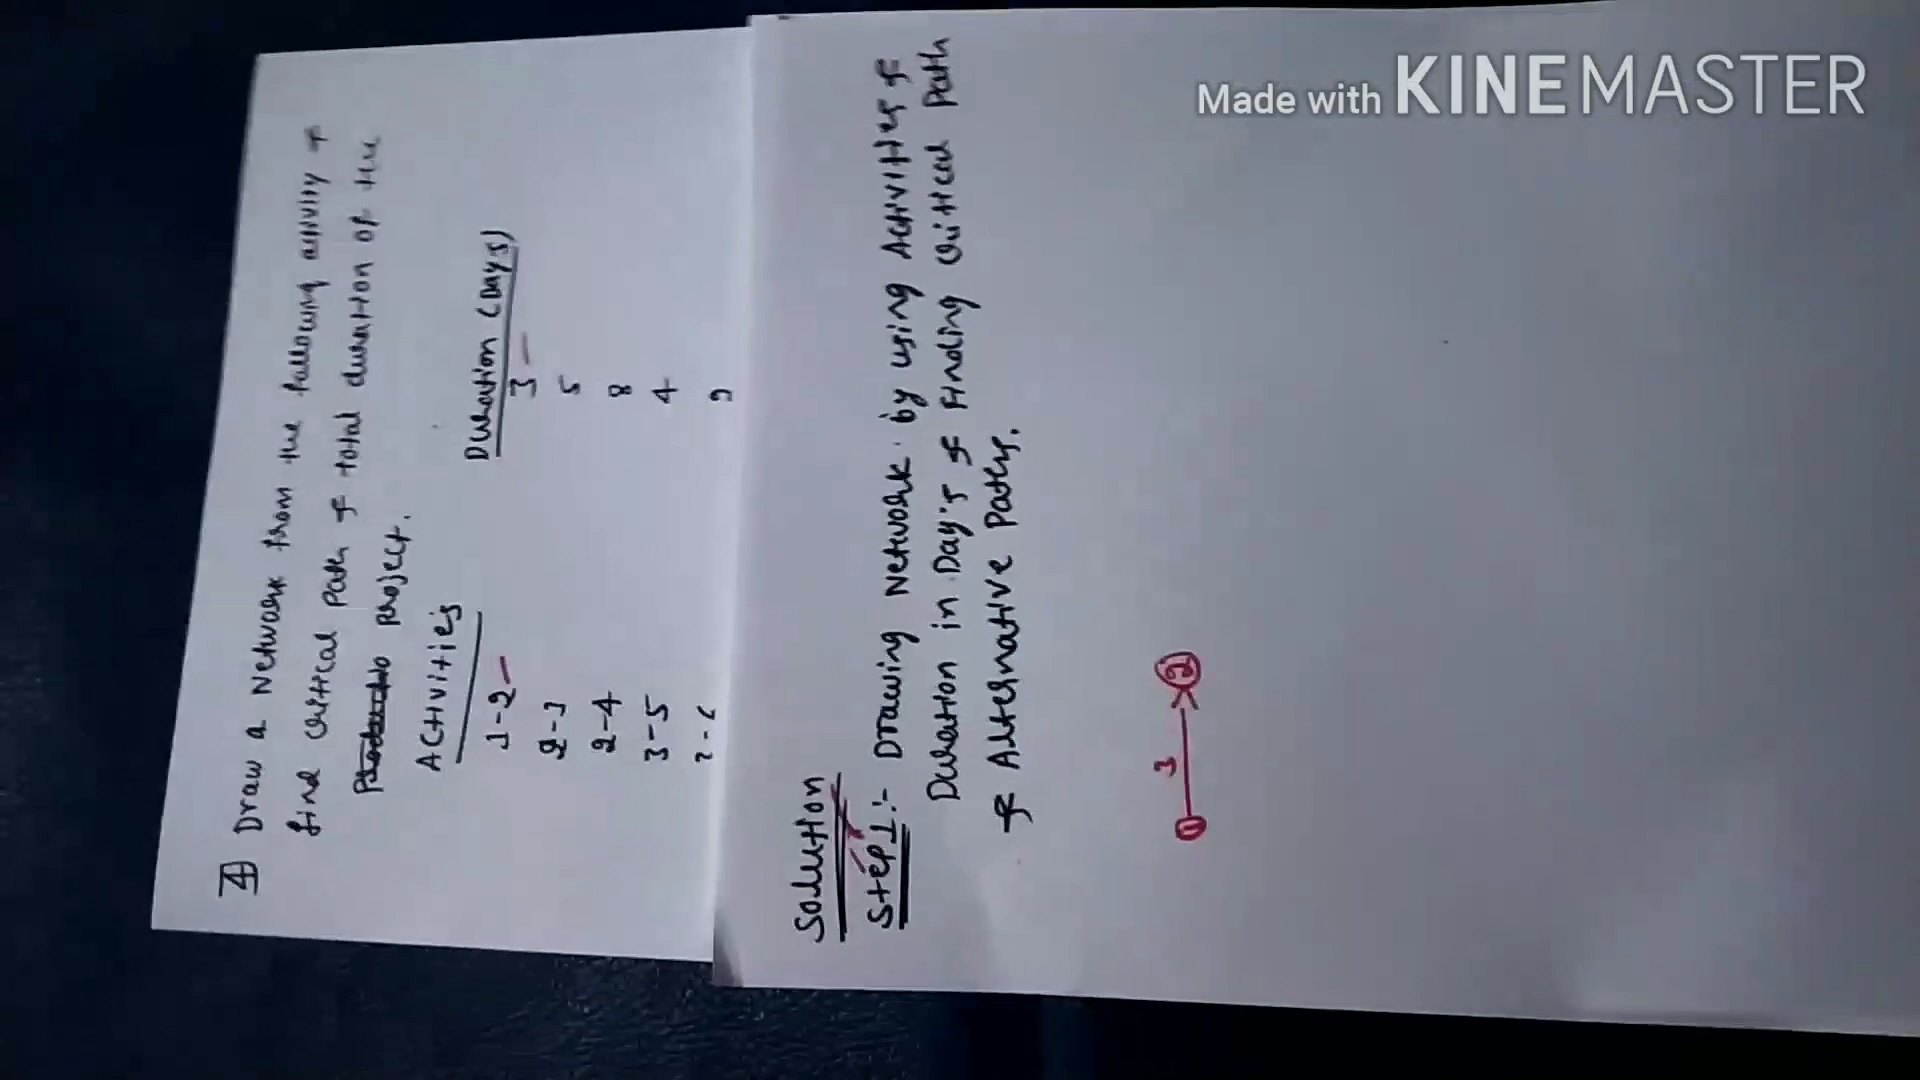 Made with KINEMASTER
4] Draw a Network from the following activity &
find critical path & total duration of the
project.
Activities Duration (Days)
1-2 3
2-3 5
2-4 8
3-5 4
Solution
Step 1:- Drawing Network by using Activities &
Duration in Day's & Finding critical path
& Alternative Paths.
1 3 2